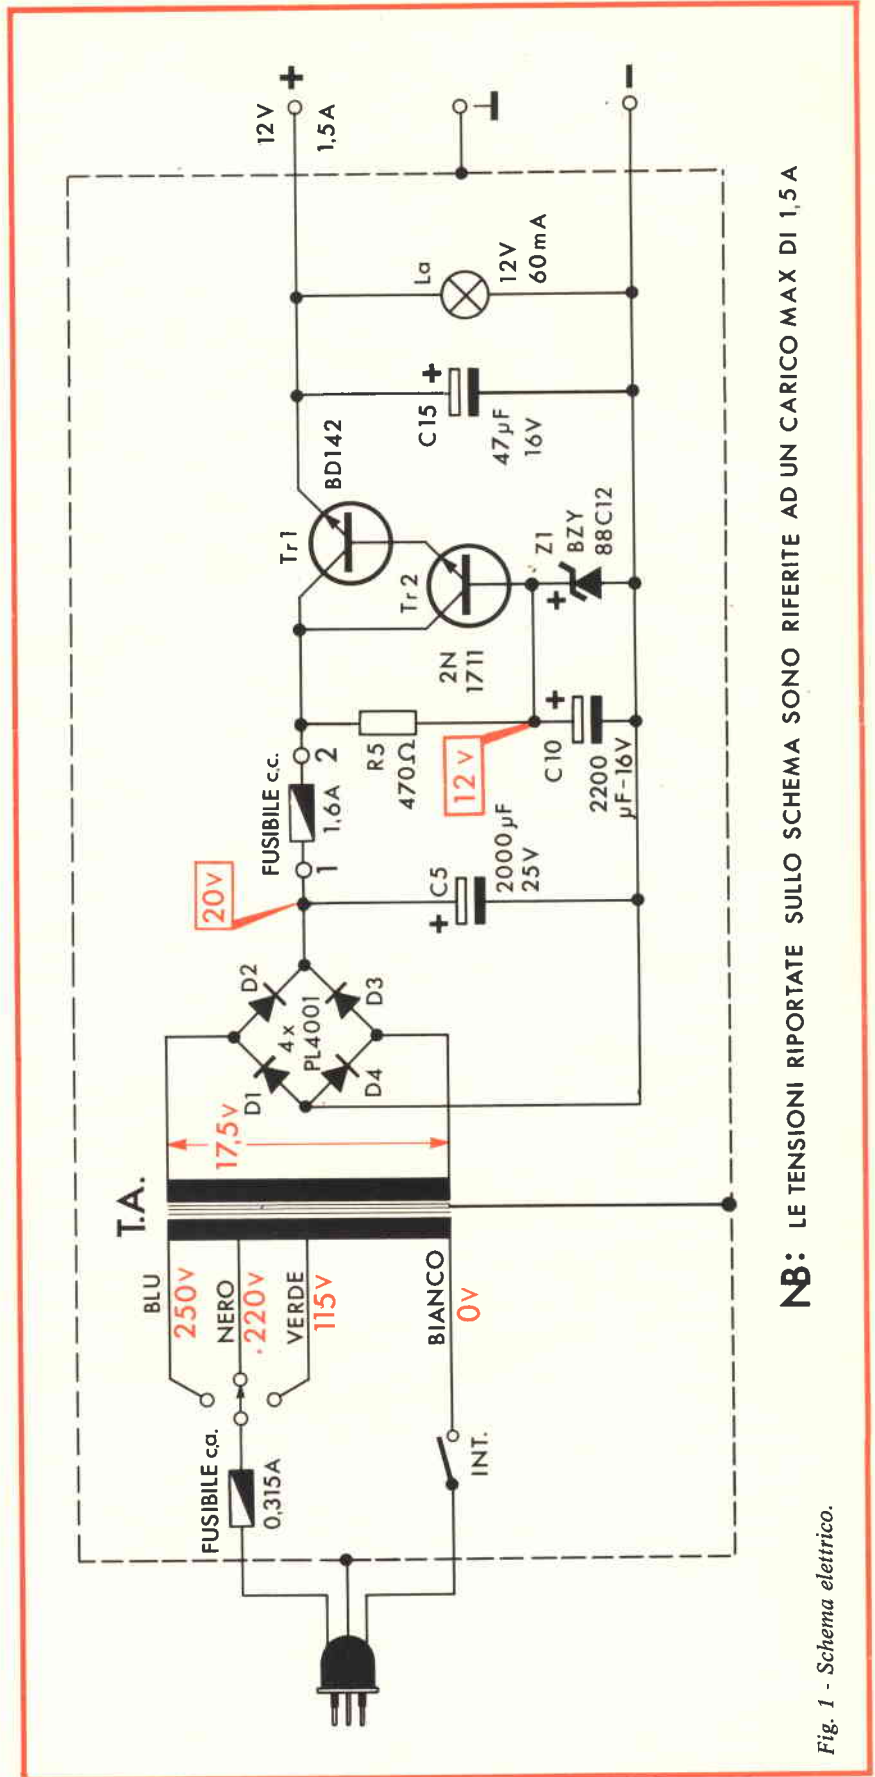 T.A.
BLU
250V
NERO
220V
VERDE
115V
BIANCO
0V
FUSIBILE c.a.
0,315A
INT.
17,5V
D1
D2
4x
PL4001
D3
D4
20V
FUSIBILE c.c.
1
1,6A
2
C5
2000µF
25V
R5
470Ω
12V
C10
2200
µF-16V
Tr1
BD142
Tr2
2N
1711
Z1
BZY
88C12
+
C15
47µF
16V
La
12V
60mA
12V
+
1,5A
-
NB: LE TENSIONI RIPORTATE SULLO SCHEMA SONO RIFERITE AD UN CARICO MAX DI 1,5A
Fig. 1 - Schema elettrico.